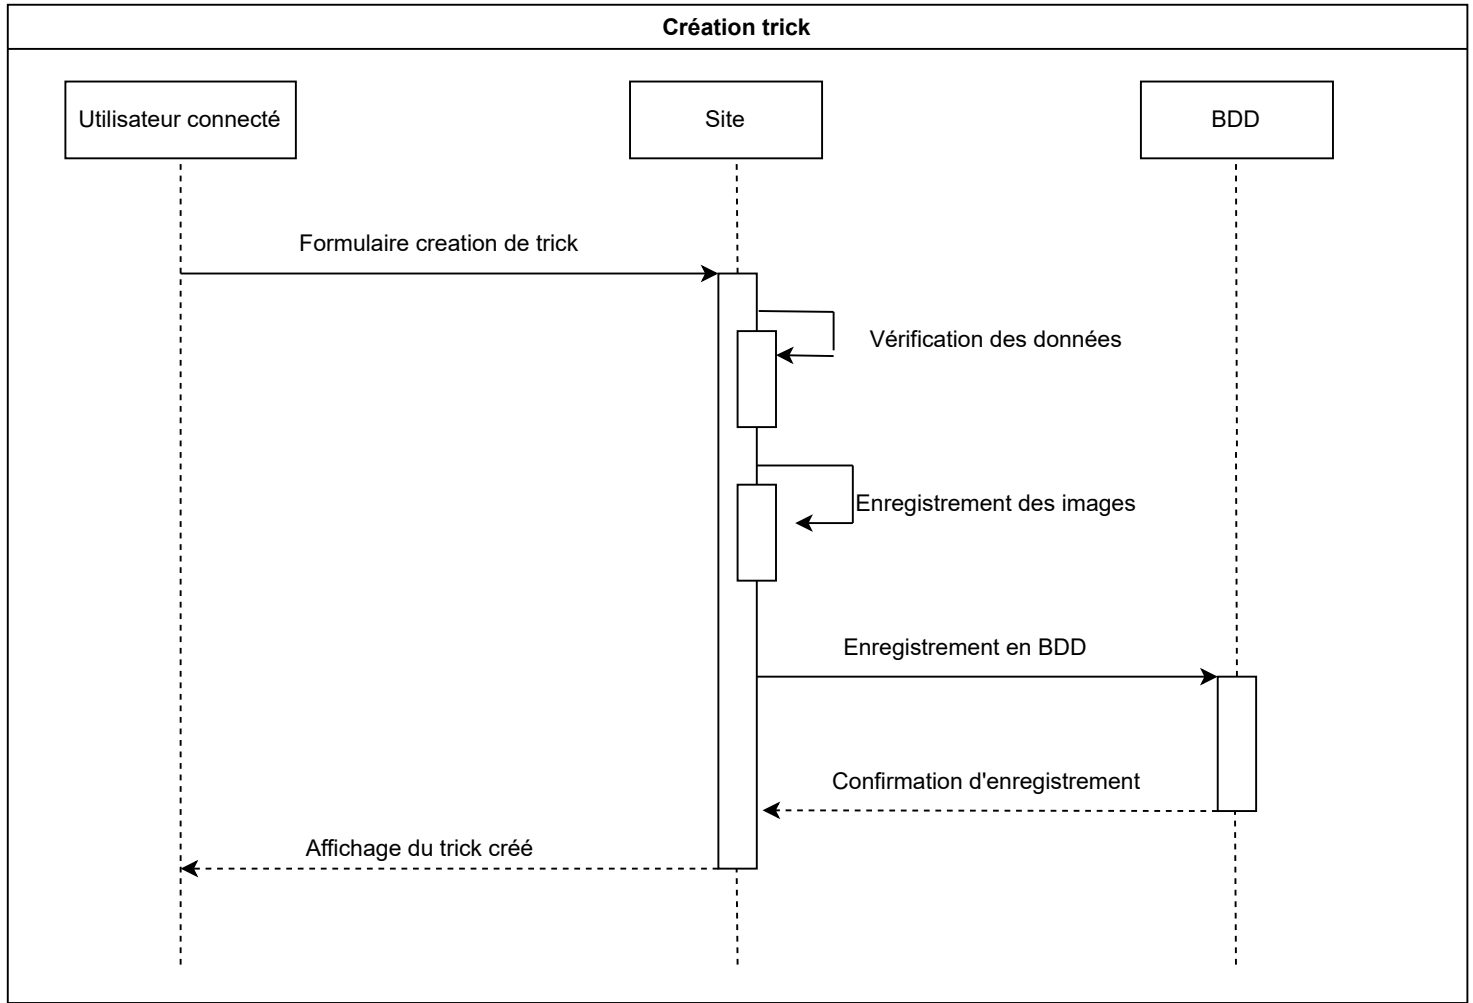 Création trick
Utilisateur connecté
Site
BDD
Formulaire creation de trick
Vérification des données
Enregistrement des images
Enregistrement en BDD
Confirmation d'enregistrement
Affichage du trick créé